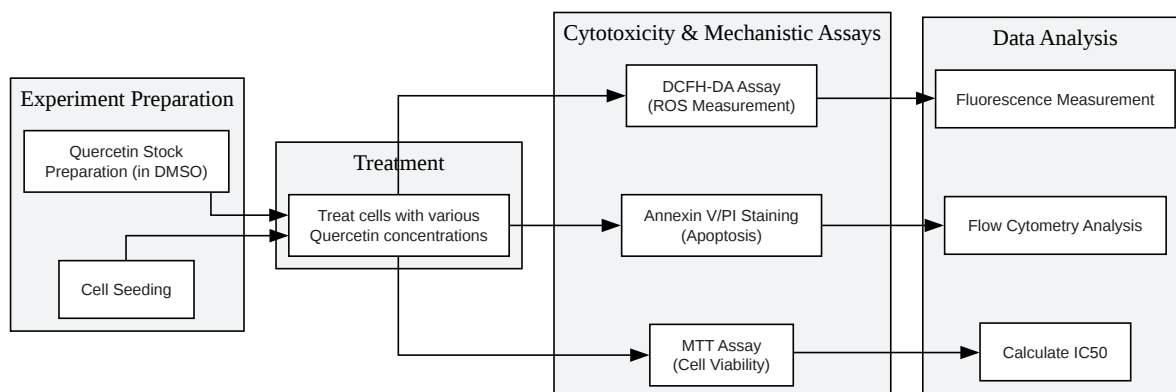 Experiment Preparation
Quercetin Stock
Preparation (in DMSO)
Cell Seeding
Treatment
Treat cells with various
Quercetin concentrations
Cytotoxicity & Mechanistic Assays
DCFH-DA Assay
(ROS Measurement)
Annexin V/PI Staining
(Apoptosis)
MTT Assay
(Cell Viability)
Data Analysis
Fluorescence Measurement
Flow Cytometry Analysis
Calculate IC50